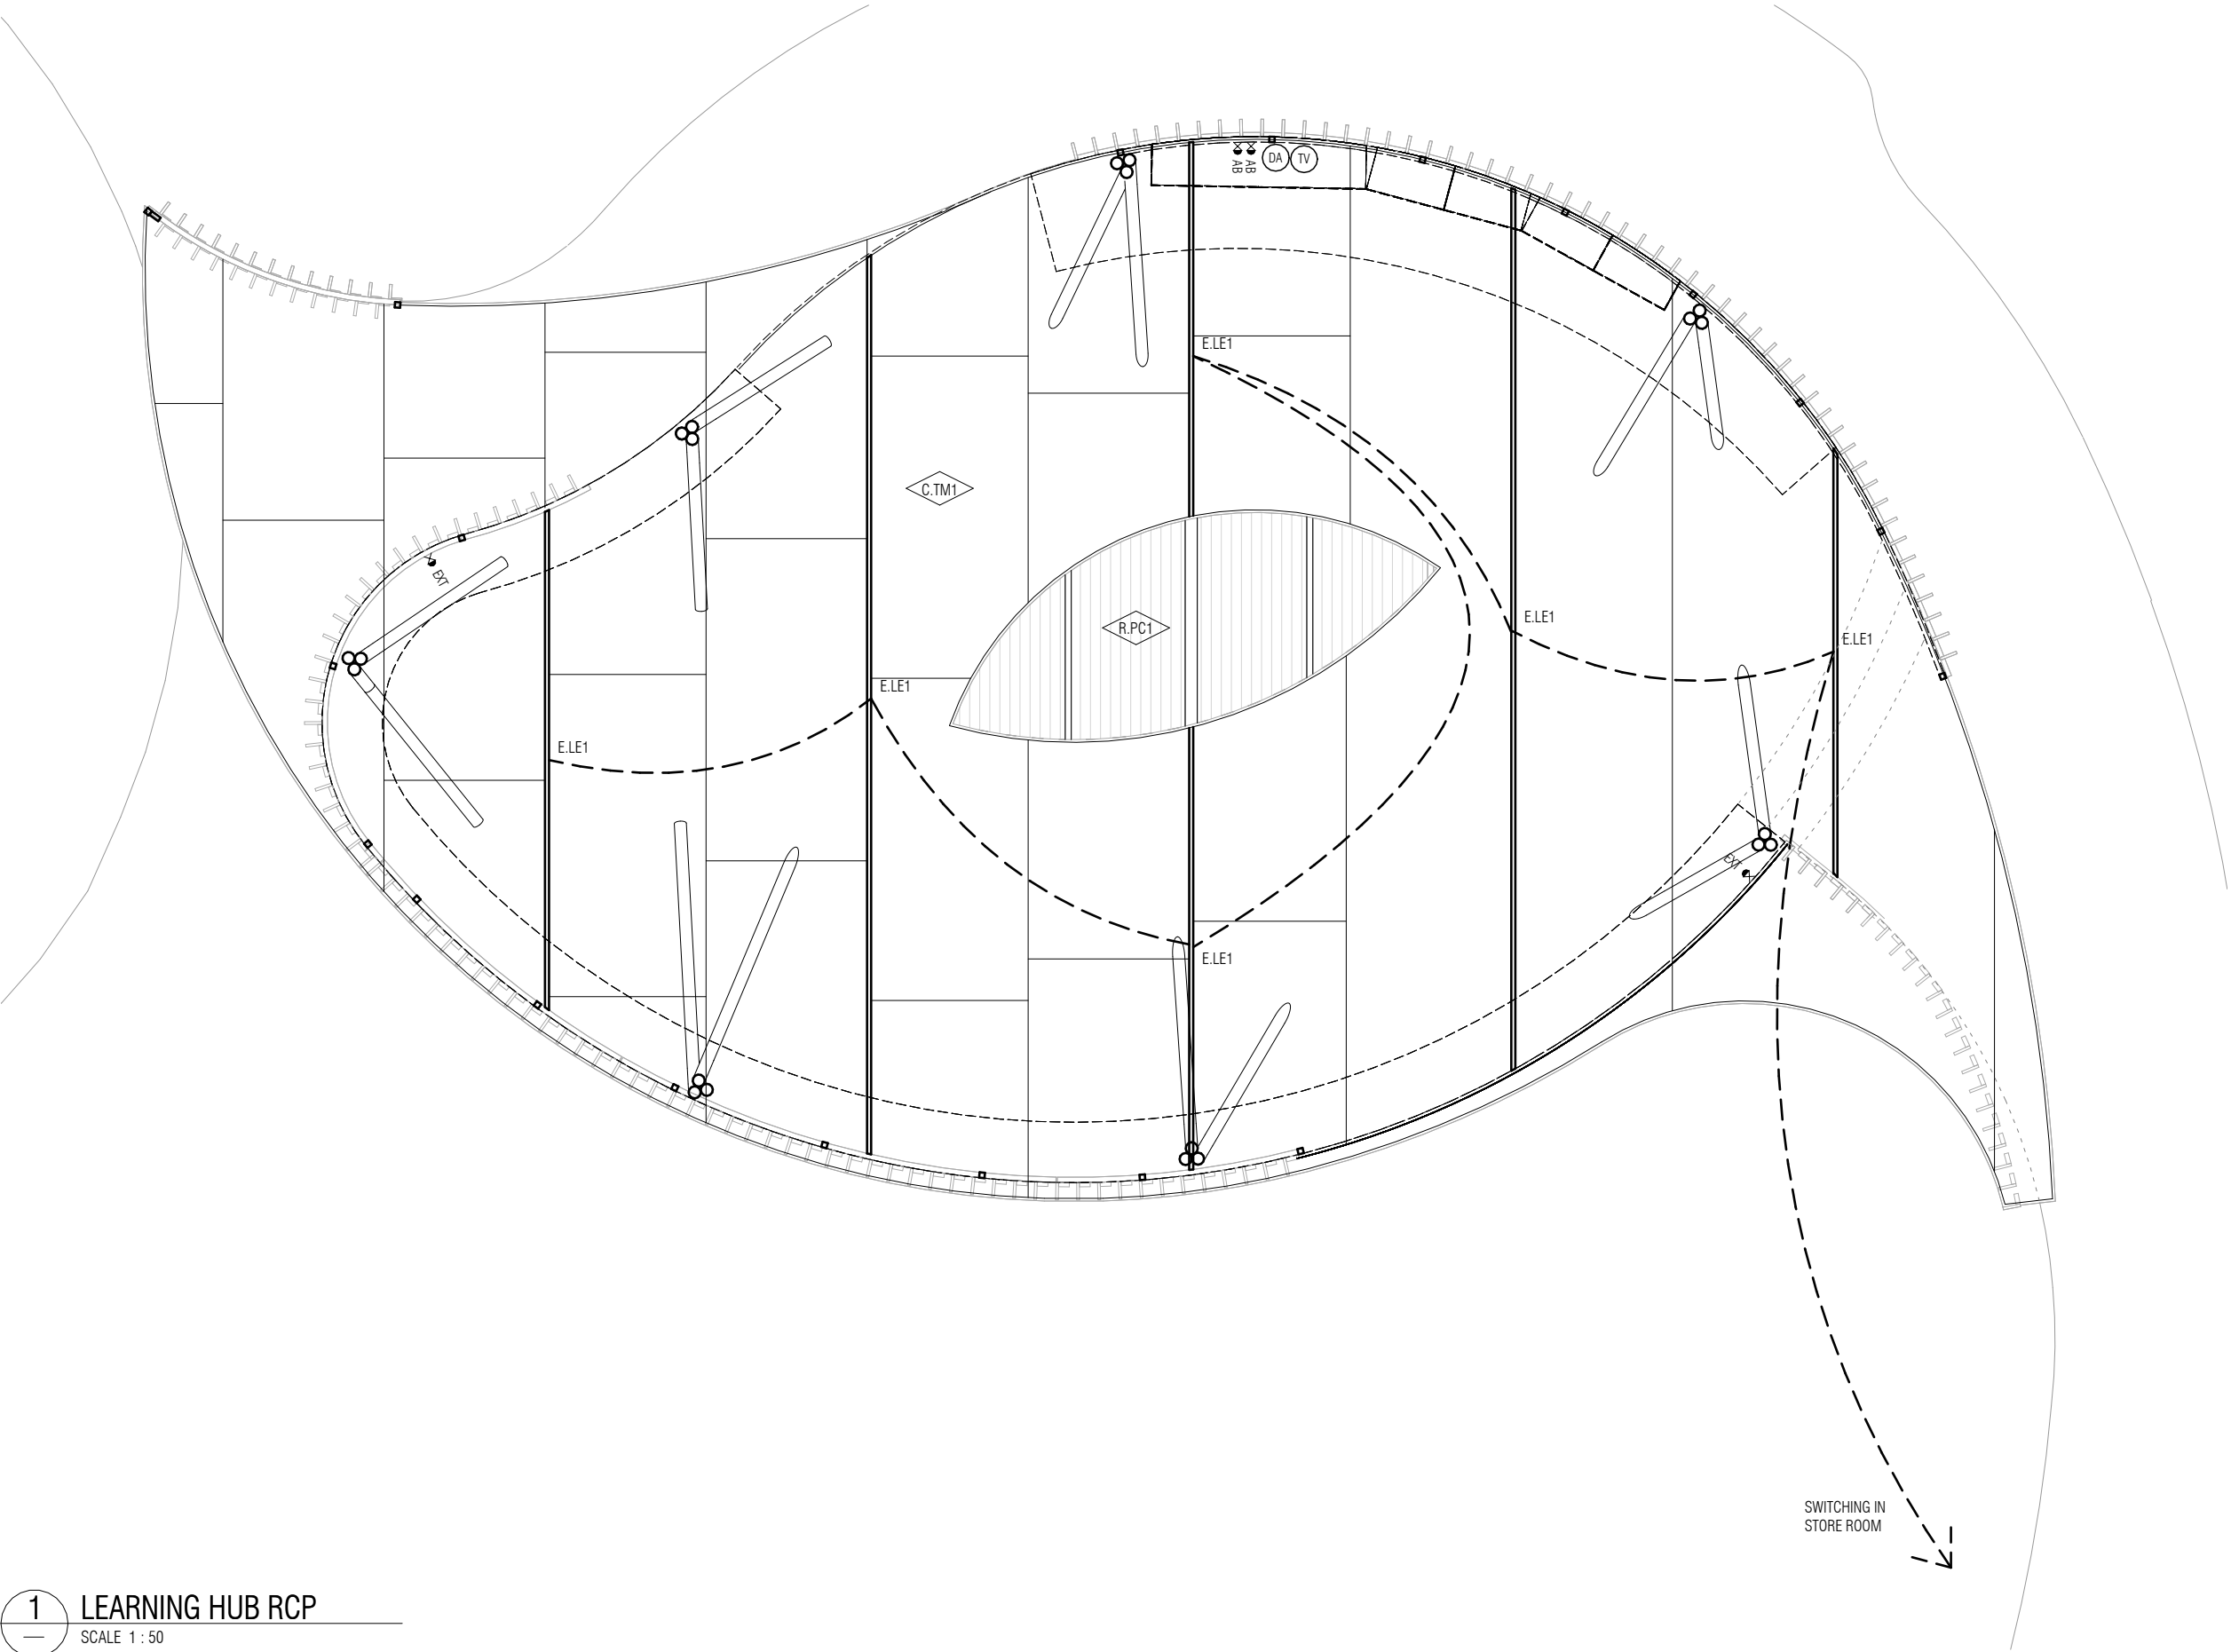 AB
AB
DA
TV
E.LE1
C.TM1
EXT
R.PC1
E.LE1
E.LE1
E.LE1
E.LE1
EXT
E.LE1
SWITCHING IN
STORE ROOM
1
LEARNING HUB RCP
SCALE 1 : 50